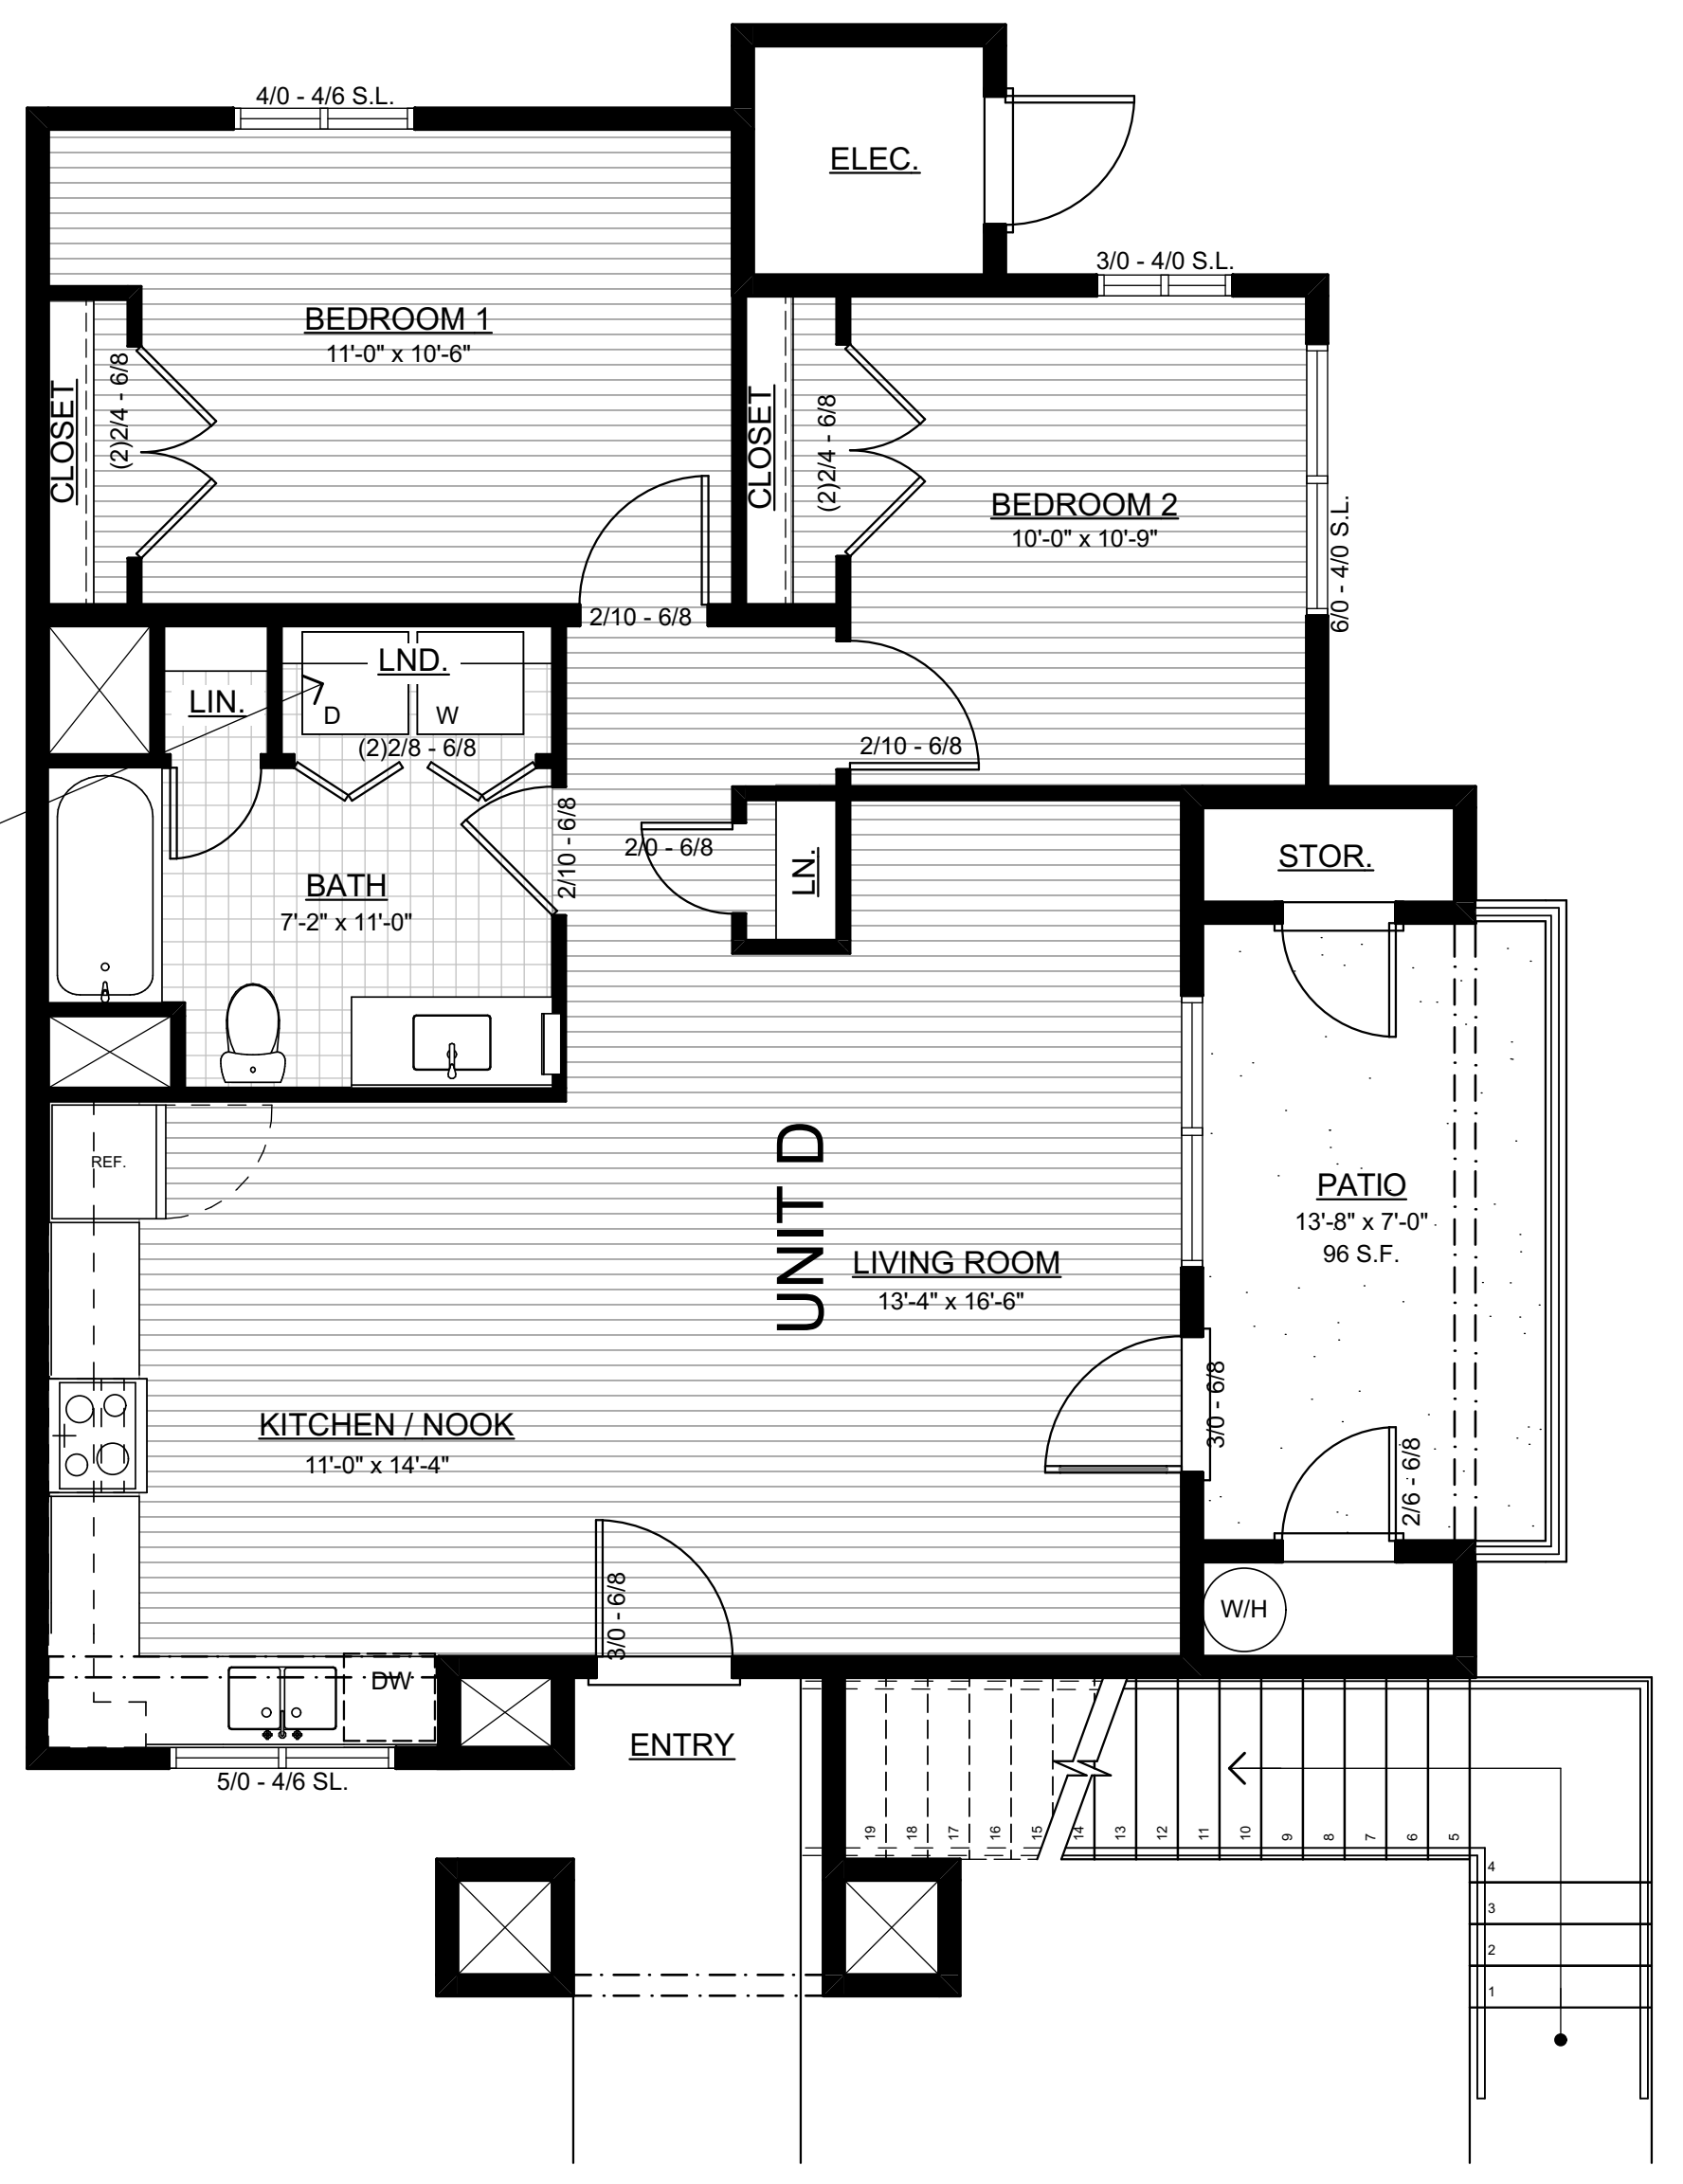 4/0 - 4/6 S.L.
ELEC.
3/0 - 4/0 S.L.
BEDROOM 1
11'-0" x 10'-6"
CLOSET
(2)2/4 - 6/8
CLOSET
(2)2/4 - 6/8
BEDROOM 2
10'-0" x 10'-9"
6/0 - 4/0 S.L.
2/10 - 6/8
LND.
LIN.
D
W
(2)2/8 - 6/8
2/10 - 6/8
2/10 - 6/8
2/0 - 6/8
LN.
STOR.
BATH
7'-2" x 11'-0"
REF.
UNIT D
PATIO
13'-8" x 7'-0"
96 S.F.
LIVING ROOM
13'-4" x 16'-6"
3/0 - 6/8
KITCHEN / NOOK
11'-0" x 14'-4"
2/6 - 6/8
3/0 - 6/8
W/H
DW
ENTRY
5/0 - 4/6 SL.
19
18
17
16
15
14
13
12
11
10
9
8
7
6
5
4
3
2
1